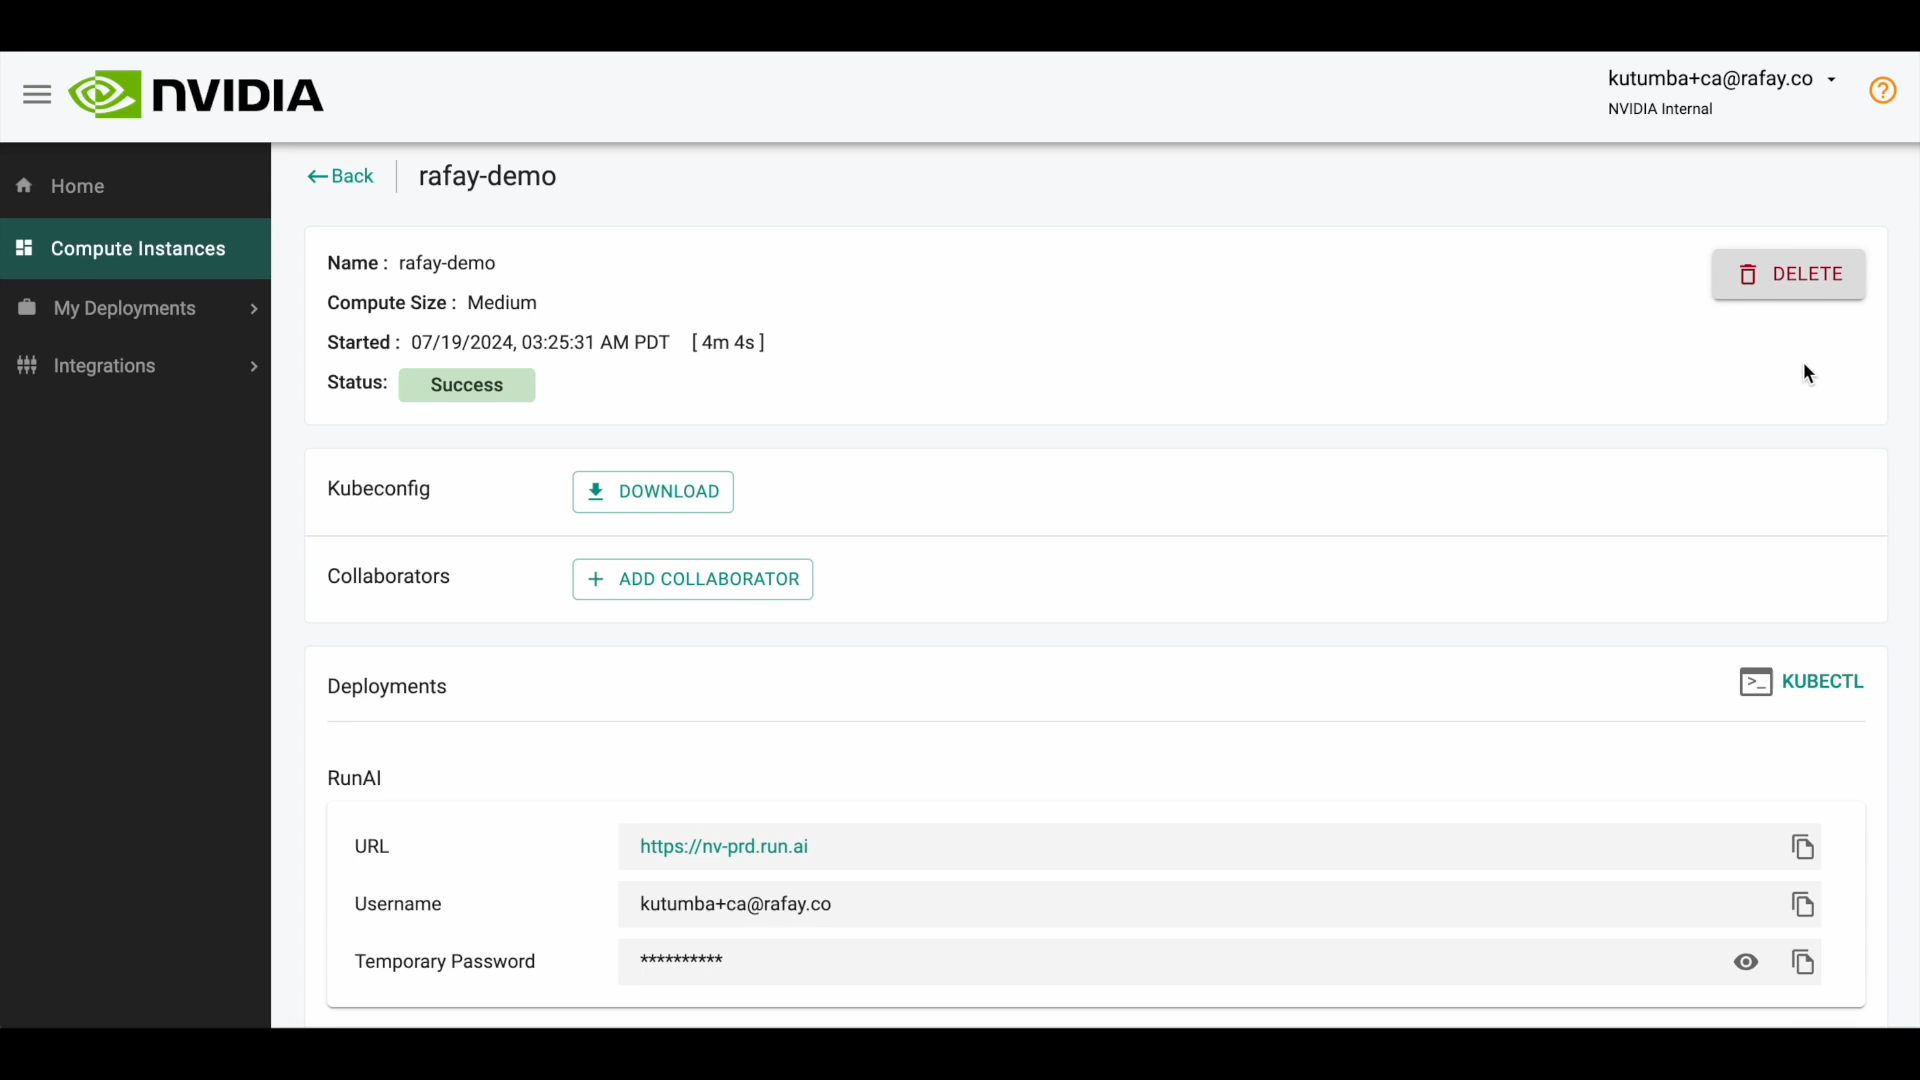 NVIDIA
kutumba+ca@rafay.co
NVIDIA Internal
Home
Compute Instances
My Deployments
Integrations
Back
rafay-demo
Name : rafay-demo
DELETE
Compute Size : Medium
Started : 07/19/2024, 03:25:31 AM PDT [ 4m 4s ]
Status: Success
Kubeconfig
DOWNLOAD
Collaborators
+ ADD COLLABORATOR
Deployments
>_ KUBECTL
RunAI
URL
https://nv-prd.run.ai
Username
kutumba+ca@rafay.co
Temporary Password
**********